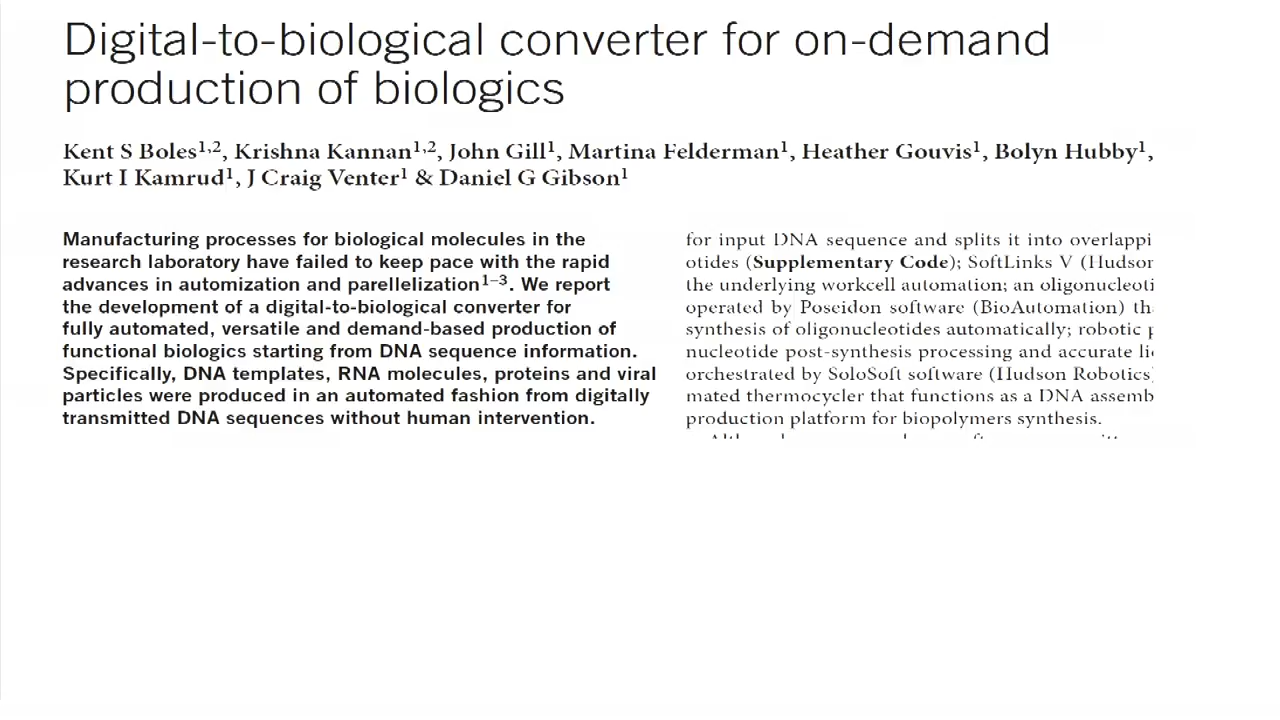 Digital-to-biological converter for on-demand
production of biologics
Kent S Boles1,2, Krishna Kannan1,2, John Gill1, Martina Felderman1, Heather Gouvis1, Bolyn Hubby1,
Kurt I Kamrud1, J Craig Venter1 & Daniel G Gibson1
Manufacturing processes for biological molecules in the
research laboratory have failed to keep pace with the rapid
advances in automization and parellelization1–3. We report
the development of a digital-to-biological converter for
fully automated, versatile and demand-based production of
functional biologics starting from DNA sequence information.
Specifically, DNA templates, RNA molecules, proteins and viral
particles were produced in an automated fashion from digitally
transmitted DNA sequences without human intervention.
for input DNA sequence and splits it into overlappi
otides (Supplementary Code); SoftLinks V (Hudson
the underlying workcell automation; an oligonucleoti
operated by Poseidon software (BioAutomation) th
synthesis of oligonucleotides automatically; robotic
nucleotide post-synthesis processing and accurate
orchestrated by SoloSoft software (Hudson Robotics
mated thermocycler that functions as a DNA assemb
production platform for biopolymers synthesis.